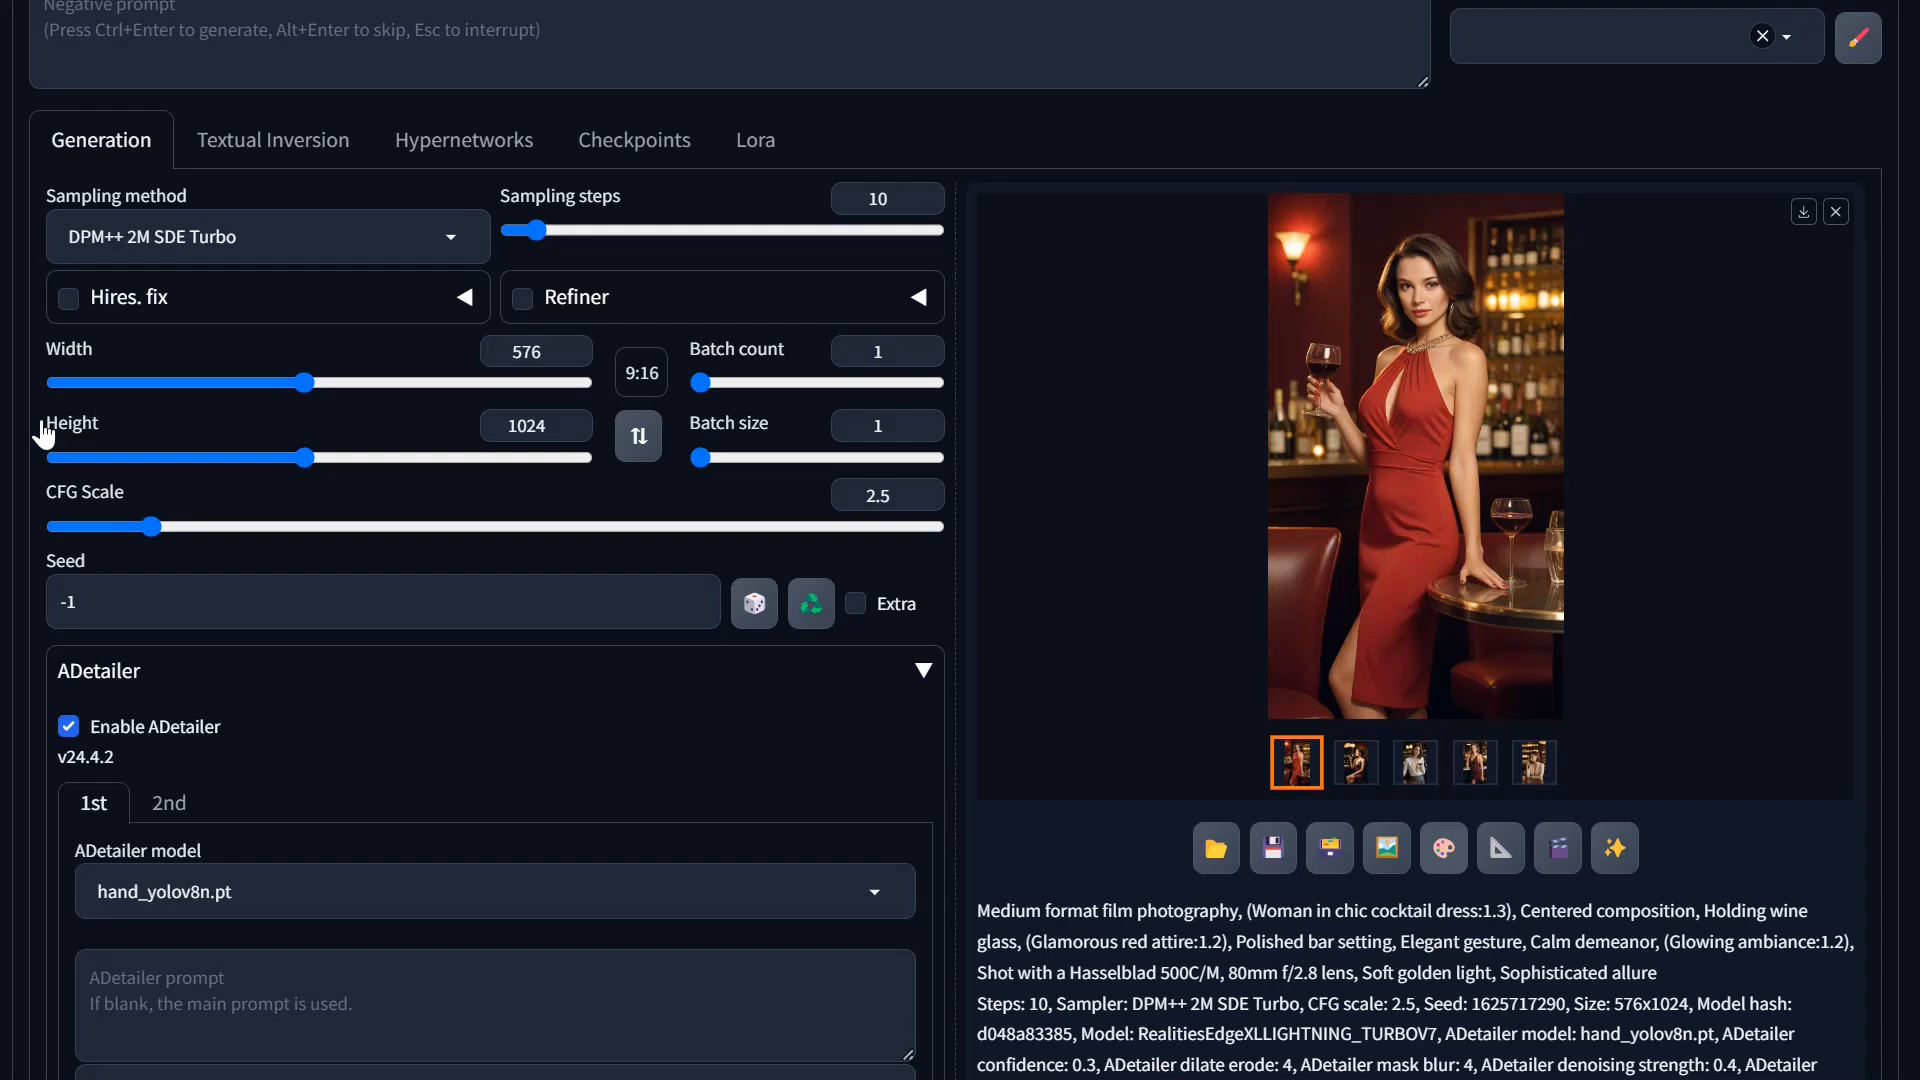 Negative prompt
(Press Ctrl+Enter to generate, Alt+Enter to skip, Esc to interrupt)
Generation
Textual Inversion
Hypernetworks
Checkpoints
Lora
Sampling method
Sampling steps
10
DPM++ 2M SDE Turbo
Hires. fix
Refiner
Width
576
9:16
Batch count
1
Height
1024
Batch size
1
CFG Scale
2.5
Seed
-1
Extra
ADetailer
Enable ADetailer
v24.4.2
1st
2nd
ADetailer model
hand_yolov8n.pt
ADetailer prompt
If blank, the main prompt is used.
Medium format film photography, (Woman in chic cocktail dress:1.3), Centered composition, Holding wine
glass, (Glamorous red attire:1.2), Polished bar setting, Elegant gesture, Calm demeanor, (Glowing ambiance:1.2),
Shot with a Hasselblad 500C/M, 80mm f/2.8 lens, Soft golden light, Sophisticated allure
Steps: 10, Sampler: DPM++ 2M SDE Turbo, CFG scale: 2.5, Seed: 1625717290, Size: 576x1024, Model hash:
d048a83385, Model: RealitiesEdgeXLLIGHTNING_TURBOV7, ADetailer model: hand_yolov8n.pt, ADetailer
confidence: 0.3, ADetailer dilate erode: 4, ADetailer mask blur: 4, ADetailer denoising strength: 0.4, ADetailer